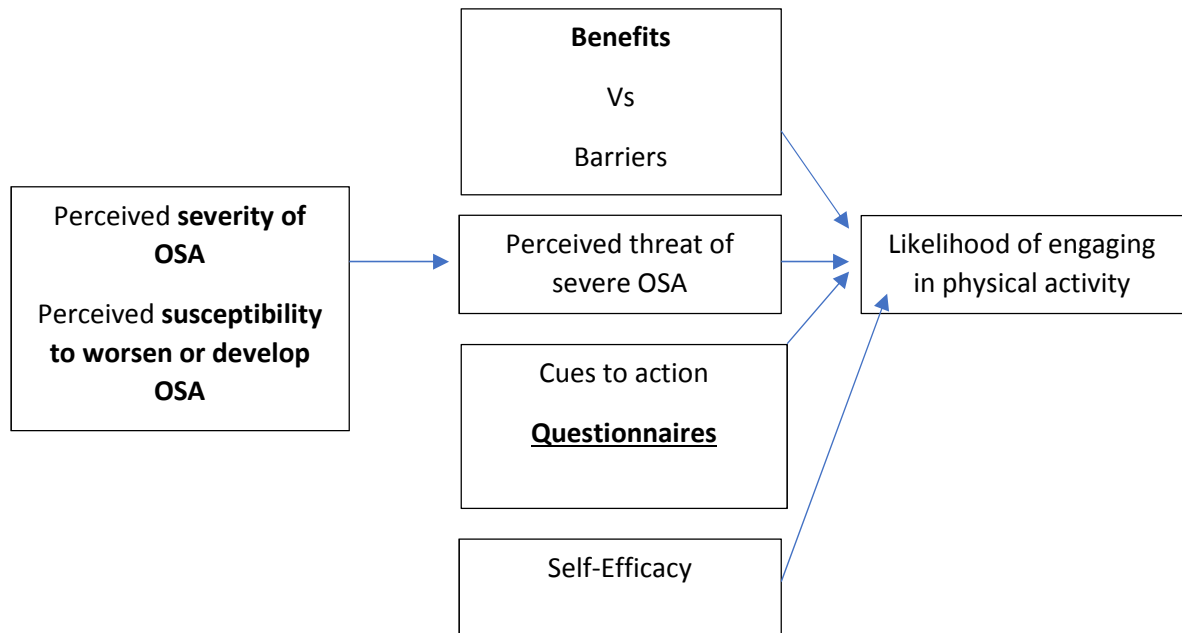 Benefits
Vs
Barriers
Perceived severity of
OSA
Perceived susceptibility
to worsen or develop
OSA
Perceived threat of
severe OSA
Likelihood of engaging
in physical activity
Cues to action
Questionnaires
Self-Efficacy